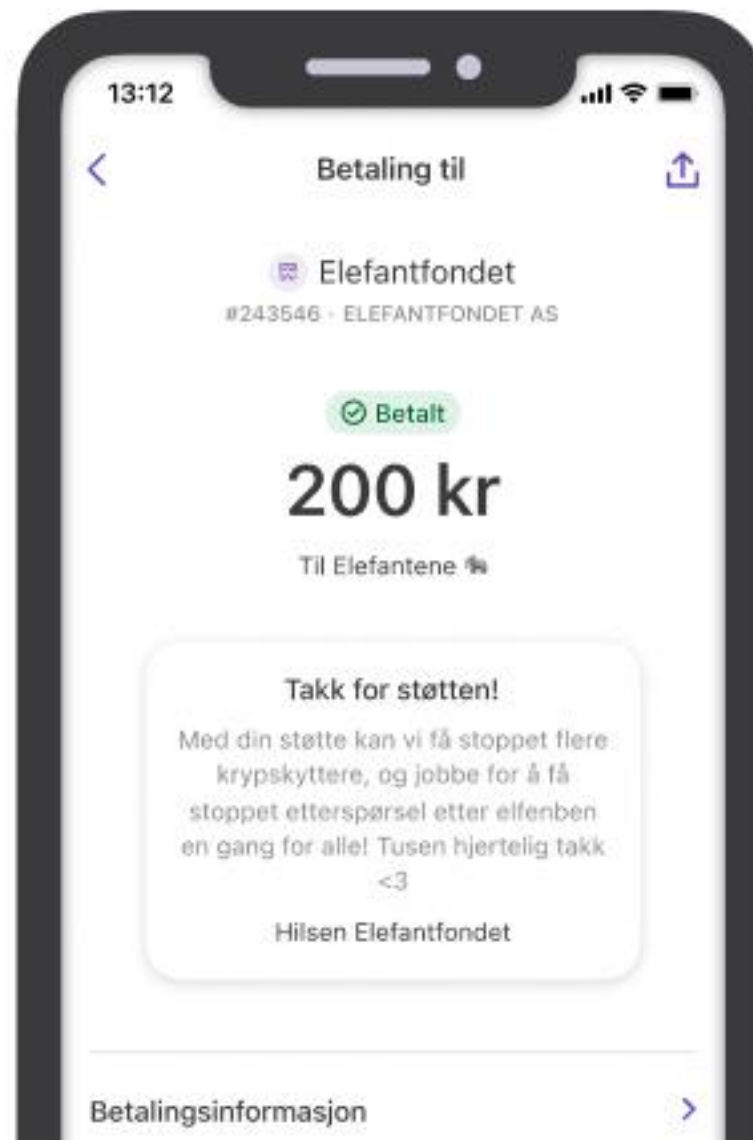 13:12
Betaling til
Elefantfondet
#243546 - ELEFANTFONDET AS
Betalt
200 kr
Til Elefantene 🐘
Takk for støtten!
Med din støtte kan vi få stoppet flere
krypskyttere, og jobbe for å få
stoppet etterspørsel etter elfenben
en gang for alle! Tusen hjertelig takk
<3
Hilsen Elefantfondet
Betalingsinformasjon